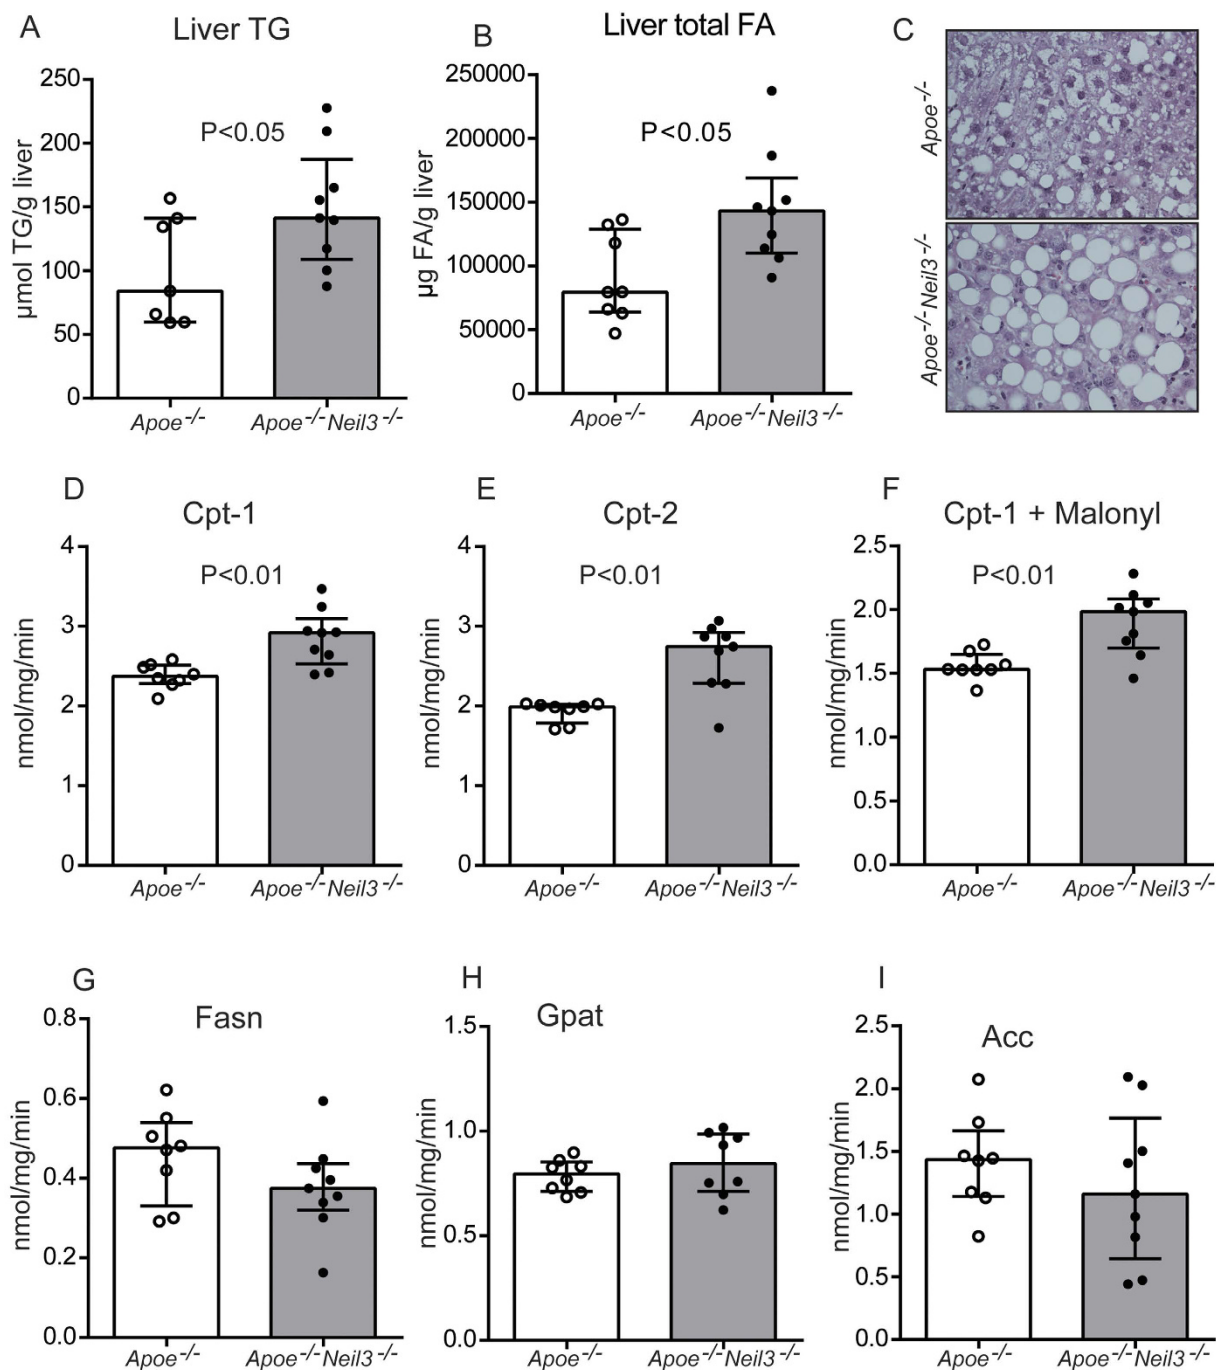 A
Liver TG
250
200
150
100
50
0
µmol TG/g liver
P<0.05
Apoe-/-
Apoe-/-Neil3-/-
B
Liver total FA
250000
200000
150000
100000
50000
0
µg FA/g liver
P<0.05
Apoe-/-
Apoe-/-Neil3-/-
C
Apoe-/-
Apoe-/-Neil3-/-
D
Cpt-1
4
3
2
1
0
nmol/mg/min
P<0.01
Apoe-/-
Apoe-/-Neil3-/-
E
Cpt-2
4
3
2
1
0
nmol/mg/min
P<0.01
Apoe-/-
Apoe-/-Neil3-/-
F
Cpt-1 + Malonyl
2.5
2.0
1.5
1.0
0.5
0.0
nmol/mg/min
P<0.01
Apoe-/-
Apoe-/-Neil3-/-
G
Fasn
0.8
0.6
0.4
0.2
0.0
nmol/mg/min
Apoe-/-
Apoe-/-Neil3-/-
H
Gpat
1.5
1.0
0.5
0.0
nmol/mg/min
Apoe-/-
Apoe-/-Neil3-/-
I
Acc
2.5
2.0
1.5
1.0
0.5
0.0
nmol/mg/min
Apoe-/-
Apoe-/-Neil3-/-